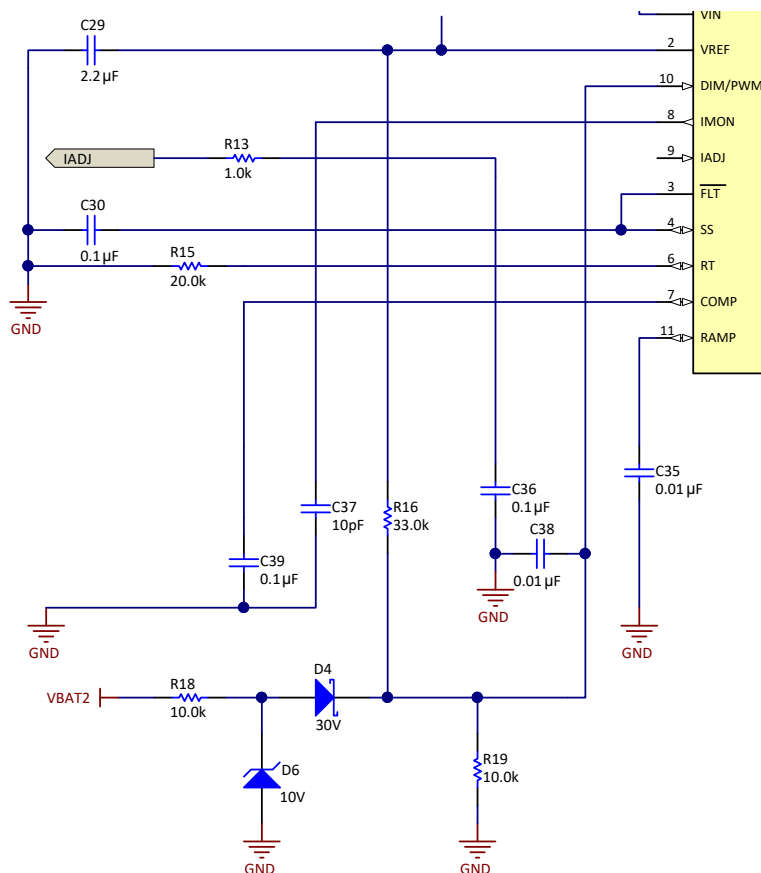 VIN
C29
2.2µF
2
VREF
10
DIM/PWM
8
IMON
IADJ
R13
1.0k
9
IADJ
3
FLT
C30
0.1µF
4
SS
R15
20.0k
6
RT
GND
7
COMP
11
RAMP
C37
10pF
R16
33.0k
C36
0.1µF
C35
0.01µF
C38
0.01µF
C39
0.1µF
GND
GND
GND
VBAT2
R18
10.0k
D4
30V
D6
10V
R19
10.0k
GND
GND